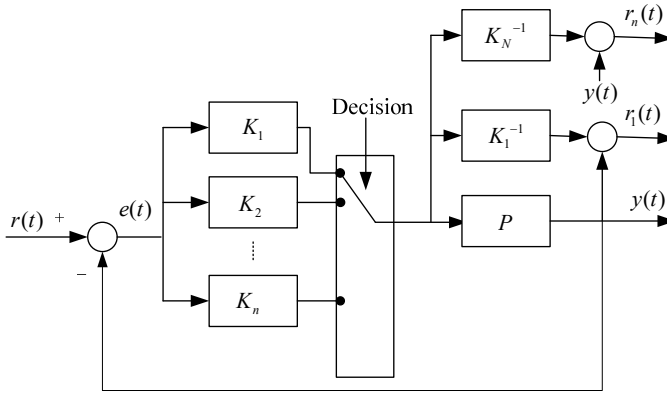 K_N^{-1}
r_n(t)
y(t)
Decision
K_1
K_1^{-1}
r_1(t)
r(t) + e(t)
K_2
P
y(t)
−
K_n